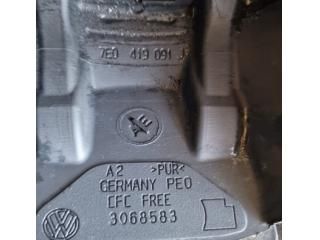 7E0 419 091
AE
A2 >PUR<
GERMANY PEO
CFC FREE
3068583